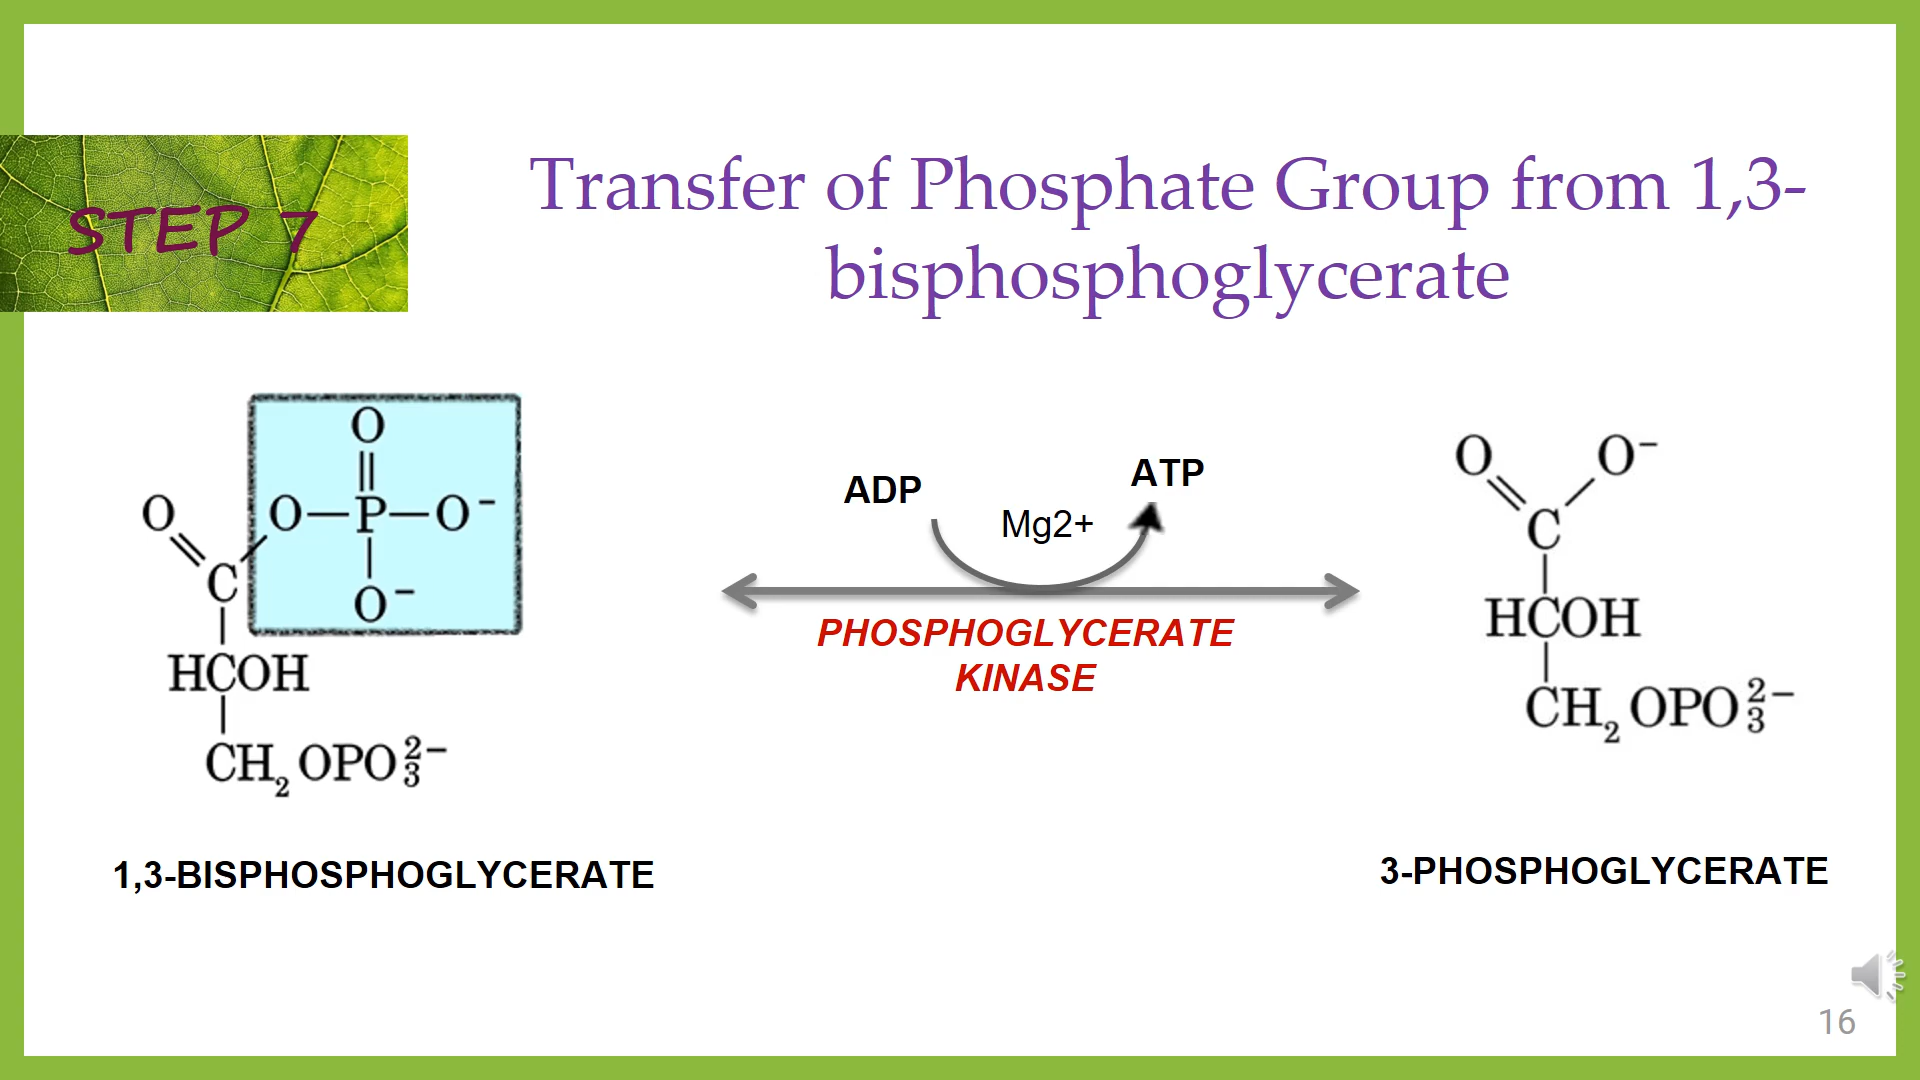 STEP 7
Transfer of Phosphate Group from 1,3-
bisphosphoglycerate
O
O O—P—O⁻
C O⁻
HCOH
CH₂OPO₃²⁻
1,3-BISPHOSPHOGLYCERATE
ADP
Mg2+
ATP
PHOSPHOGLYCERATE
KINASE
O O⁻
C
HCOH
CH₂OPO₃²⁻
3-PHOSPHOGLYCERATE
16